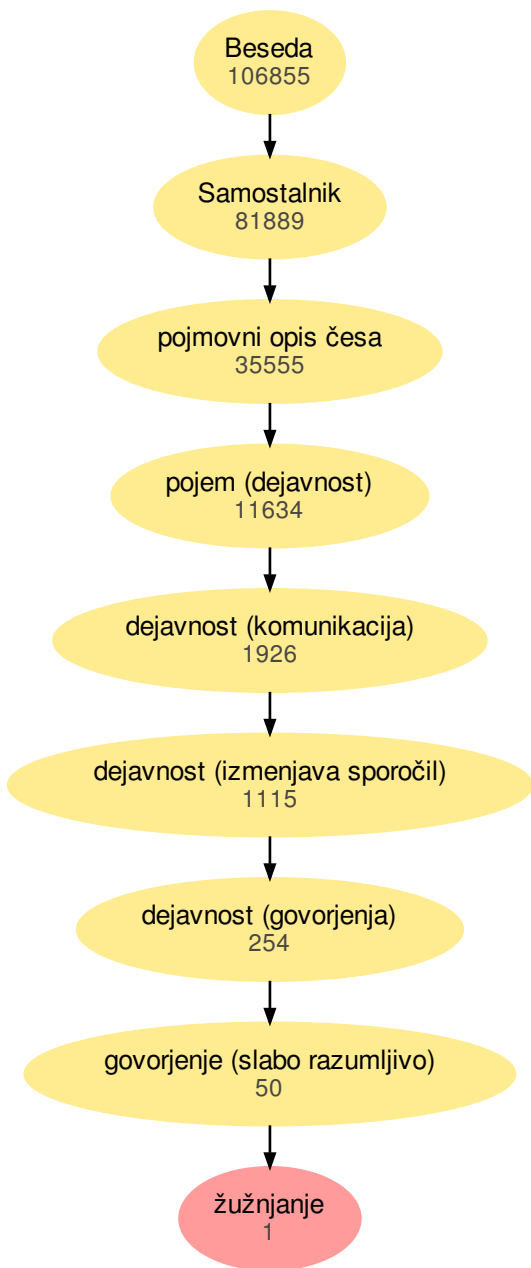 Beseda
106855
Samostalnik
81889
pojmovni opis česa
35555
pojem (dejavnost)
11634
dejavnost (komunikacija)
1926
dejavnost (izmenjava sporočil)
1115
dejavnost (govorjenja)
254
govorjenje (slabo razumljivo)
50
žužnjanje
1